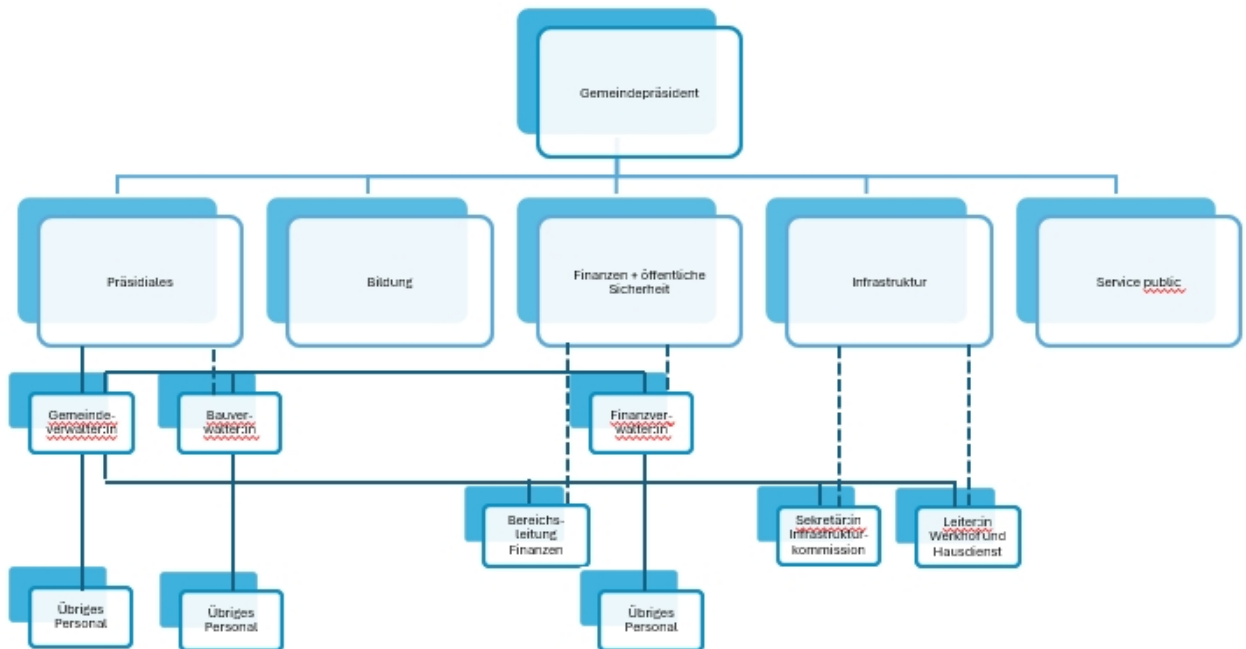 Gemeindepräsident
Präsidiales
Bildung
Finanzen + öffentliche
Sicherheit
Infrastruktur
Service public
Gemeinde-
verwalter:in
Bauver-
walter:in
Finanzver-
walter:in
Bereichs-
leitung
Finanzen
Sekretär:in
Infrastruktur-
kommission
Leiter:in
Werkhof und
Hausdienst
Übriges
Personal
Übriges
Personal
Übriges
Personal